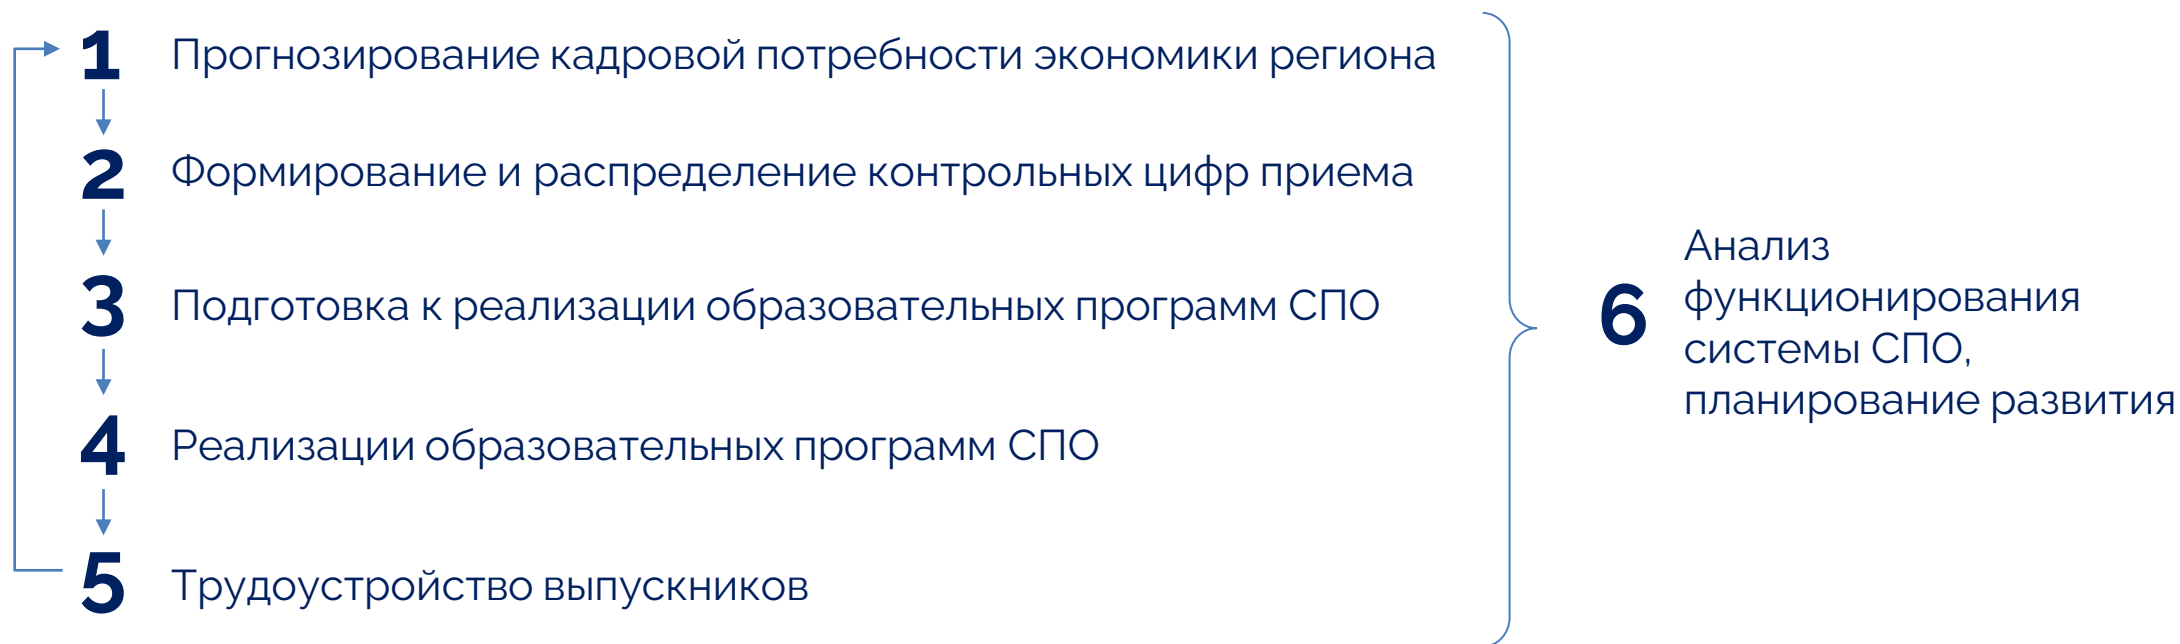 1 Прогнозирование кадровой потребности экономики региона
2 Формирование и распределение контрольных цифр приема
3 Подготовка к реализации образовательных программ СПО
4 Реализации образовательных программ СПО
5 Трудоустройство выпускников
6
Анализ
функционирования
системы СПО,
планирование развития